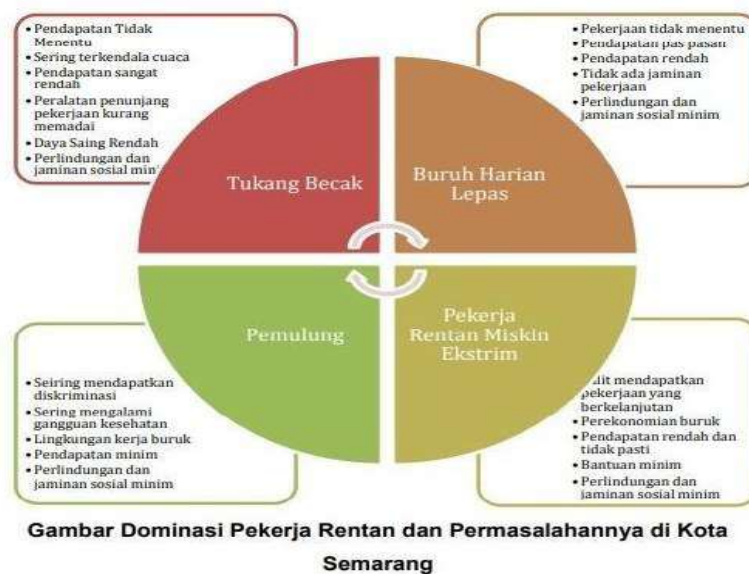 • Pendapatan Tidak
Menentu
• Sering terkendala cuaca
• Pendapatan sangat
rendah
• Peralatan penunjang
pekerjaan kurang
memadai
• Daya Saing Rendah
• Perlindungan dan
jaminan sosial
• Pekerjaan tidak menentu
• Pendapatan pas pasan
• Pendapatan rendah
• Tidak ada jaminan
pekerjaan
• Perlindungan dan
jaminan sosial minim
Tukang Becak
Buruh Harian
Lepas
Pemulung
Pekerja
Rentan Miskin
Ekstrim
• Seiring mendapatkan
diskriminasi
• Sering mengalami
gangguan kesehatan
• Lingkungan kerja buruk
• Pendapatan minim
• Perlindungan dan
jaminan sosial minim
mendapatkan
pekerjaan yang
berkelanjutan
• Perekonomian buruk
• Pendapatan rendah dan
tidak pasti
• Bantuan minim
• Perlindungan dan
jaminan sosial minim
Gambar Dominasi Pekerja Rentan dan Permasalahannya di Kota
Semarang